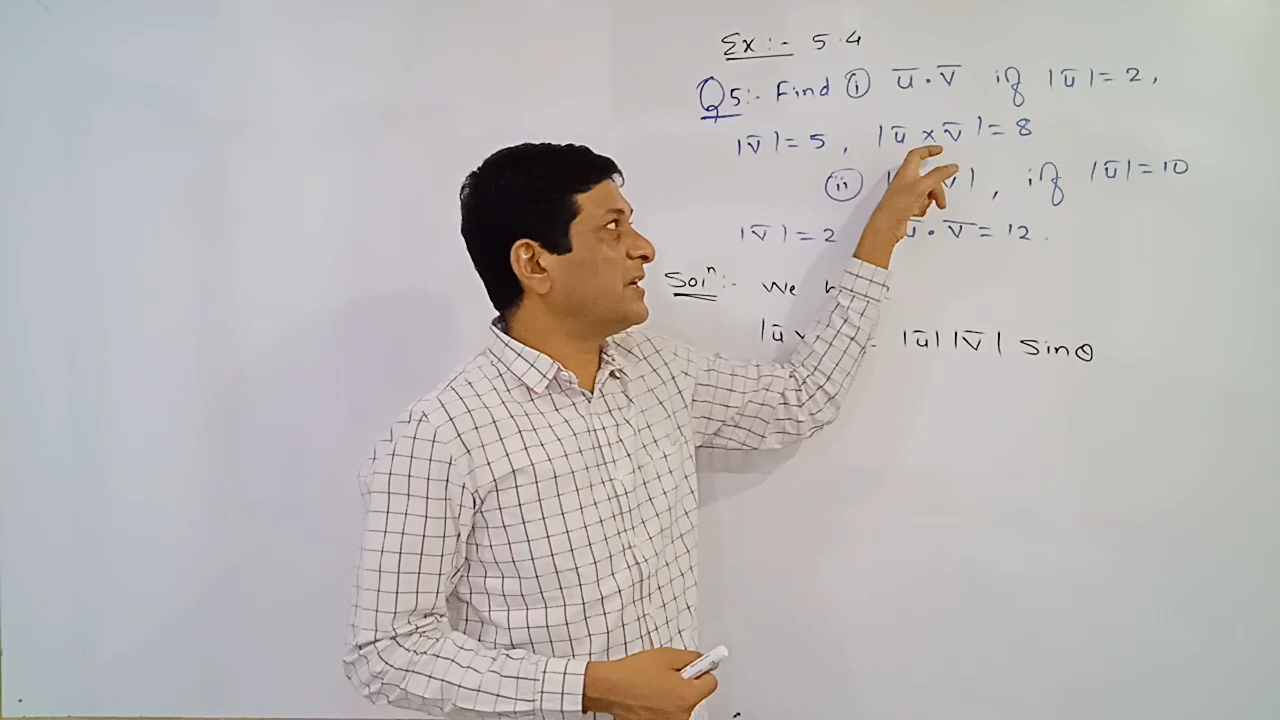 Ex:- 5.4
Q5:- Find (i) ū · v̄ if |ū| = 2,
|v̄| = 5, |ū × v̄| = 8
(ii) | v̄|, if |ū| = 10
|v̄| = 2 ū · v̄ = 12.
Solⁿ:- We
|ū = |ū| |v̄| sinθ